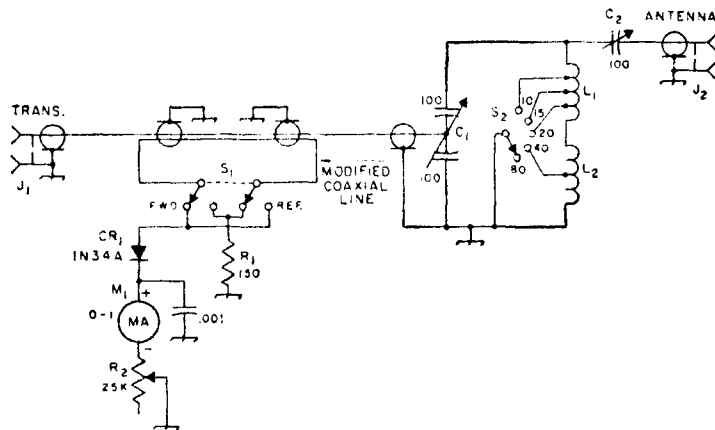 C2
ANTENNA
100
J2
TRANS.
J1
100
C1
100
S2
10
15
20
40
80
L1
L2
S1
MODIFIED
COAXIAL
LINE
FWD
REF.
CR1
1N34A
R1
150
M1
+
0-1
MA
-
.001
R2
25K